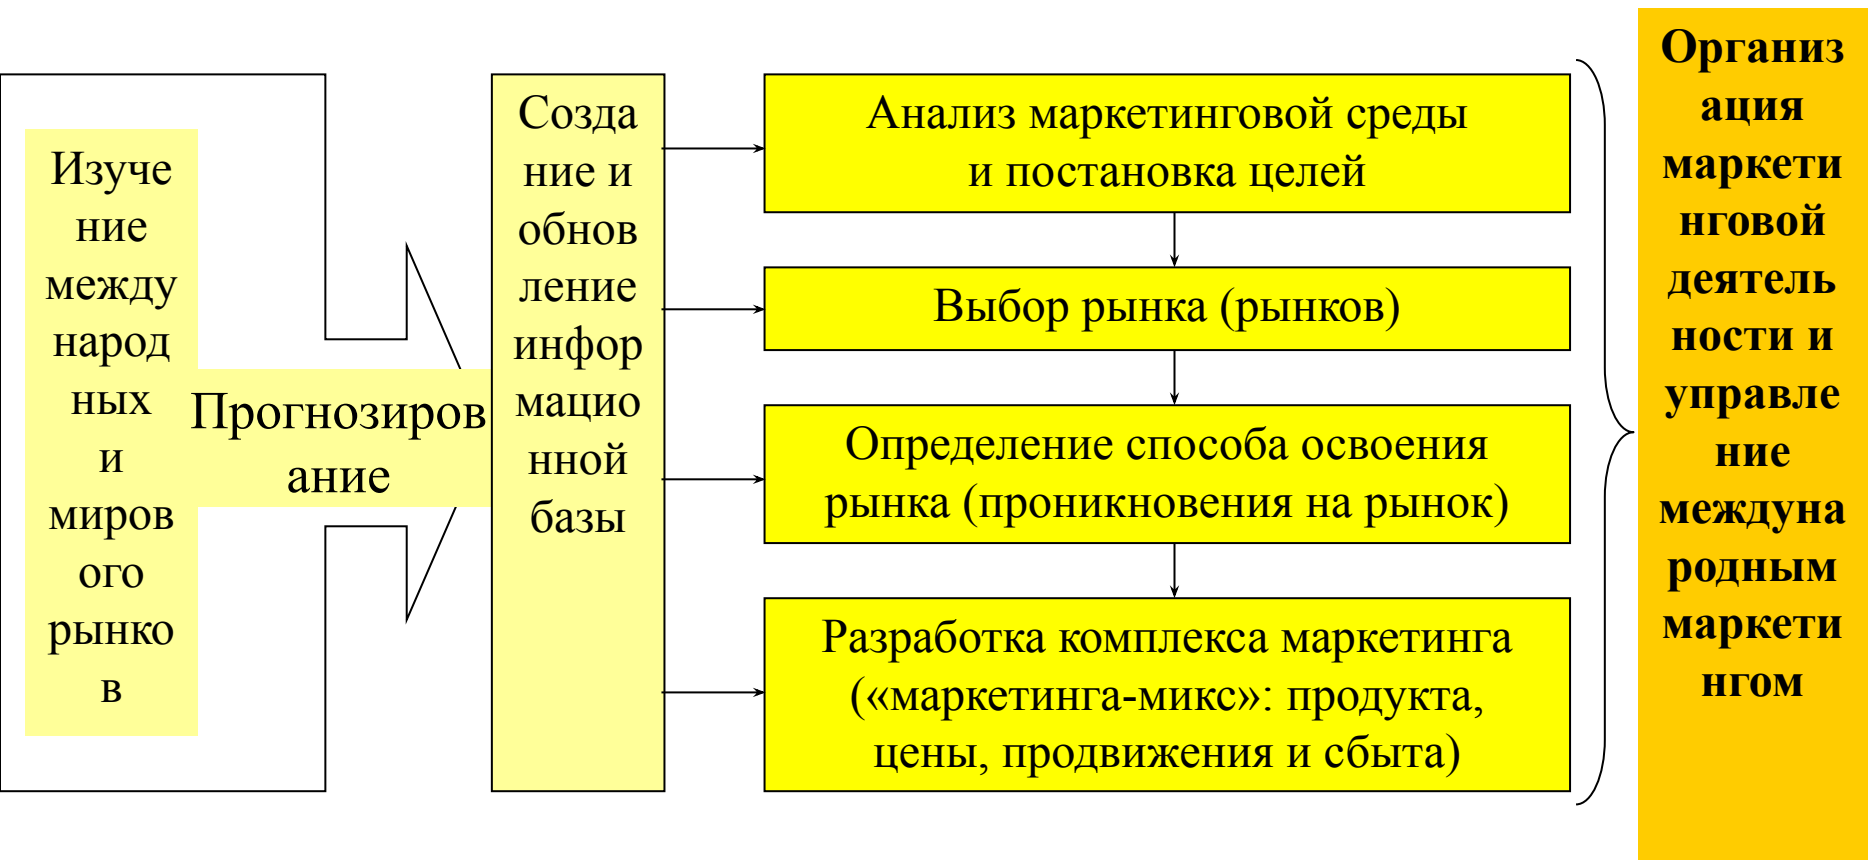 Изуче
ние
между
народ
ных
и
миров
ого
рынко
в
Прогнозиров
ание
Созда
ние и
обнов
ление
инфор
мацио
нной
базы
Анализ маркетинговой среды
и постановка целей
Выбор рынка (рынков)
Определение способа освоения
рынка (проникновения на рынок)
Разработка комплекса маркетинга
(«маркетинга-микс»: продукта,
цены, продвижения и сбыта)
Организ
ация
маркети
нговой
деятель
ности и
управле
ние
междуна
родным
маркети
нгом